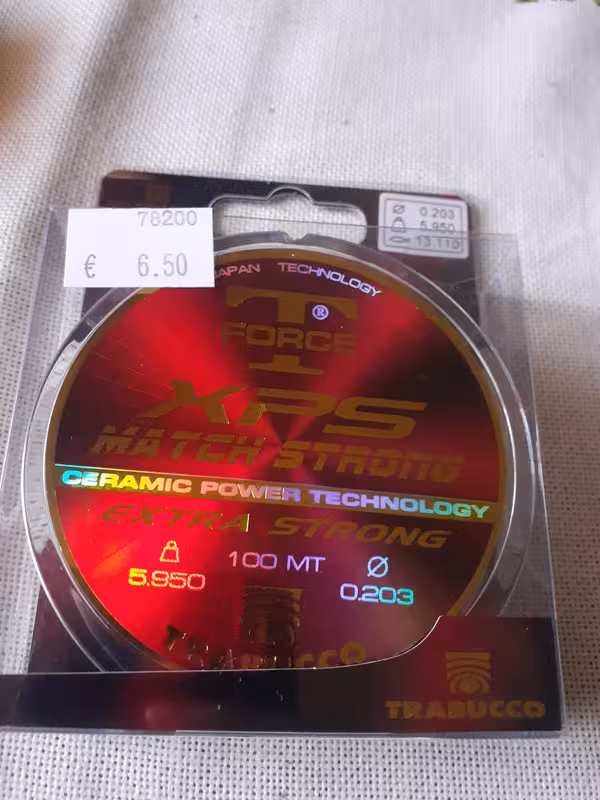 78200
€ 6.50
Ø 0.203
5.950
13.110
JAPAN TECHNOLOGY
T ®
FORCE
XPS
MATCH STRONG
CERAMIC POWER TECHNOLOGY
EXTRA STRONG
5.950 100 MT Ø 0.203
TRABUCCO
TRABUCCO